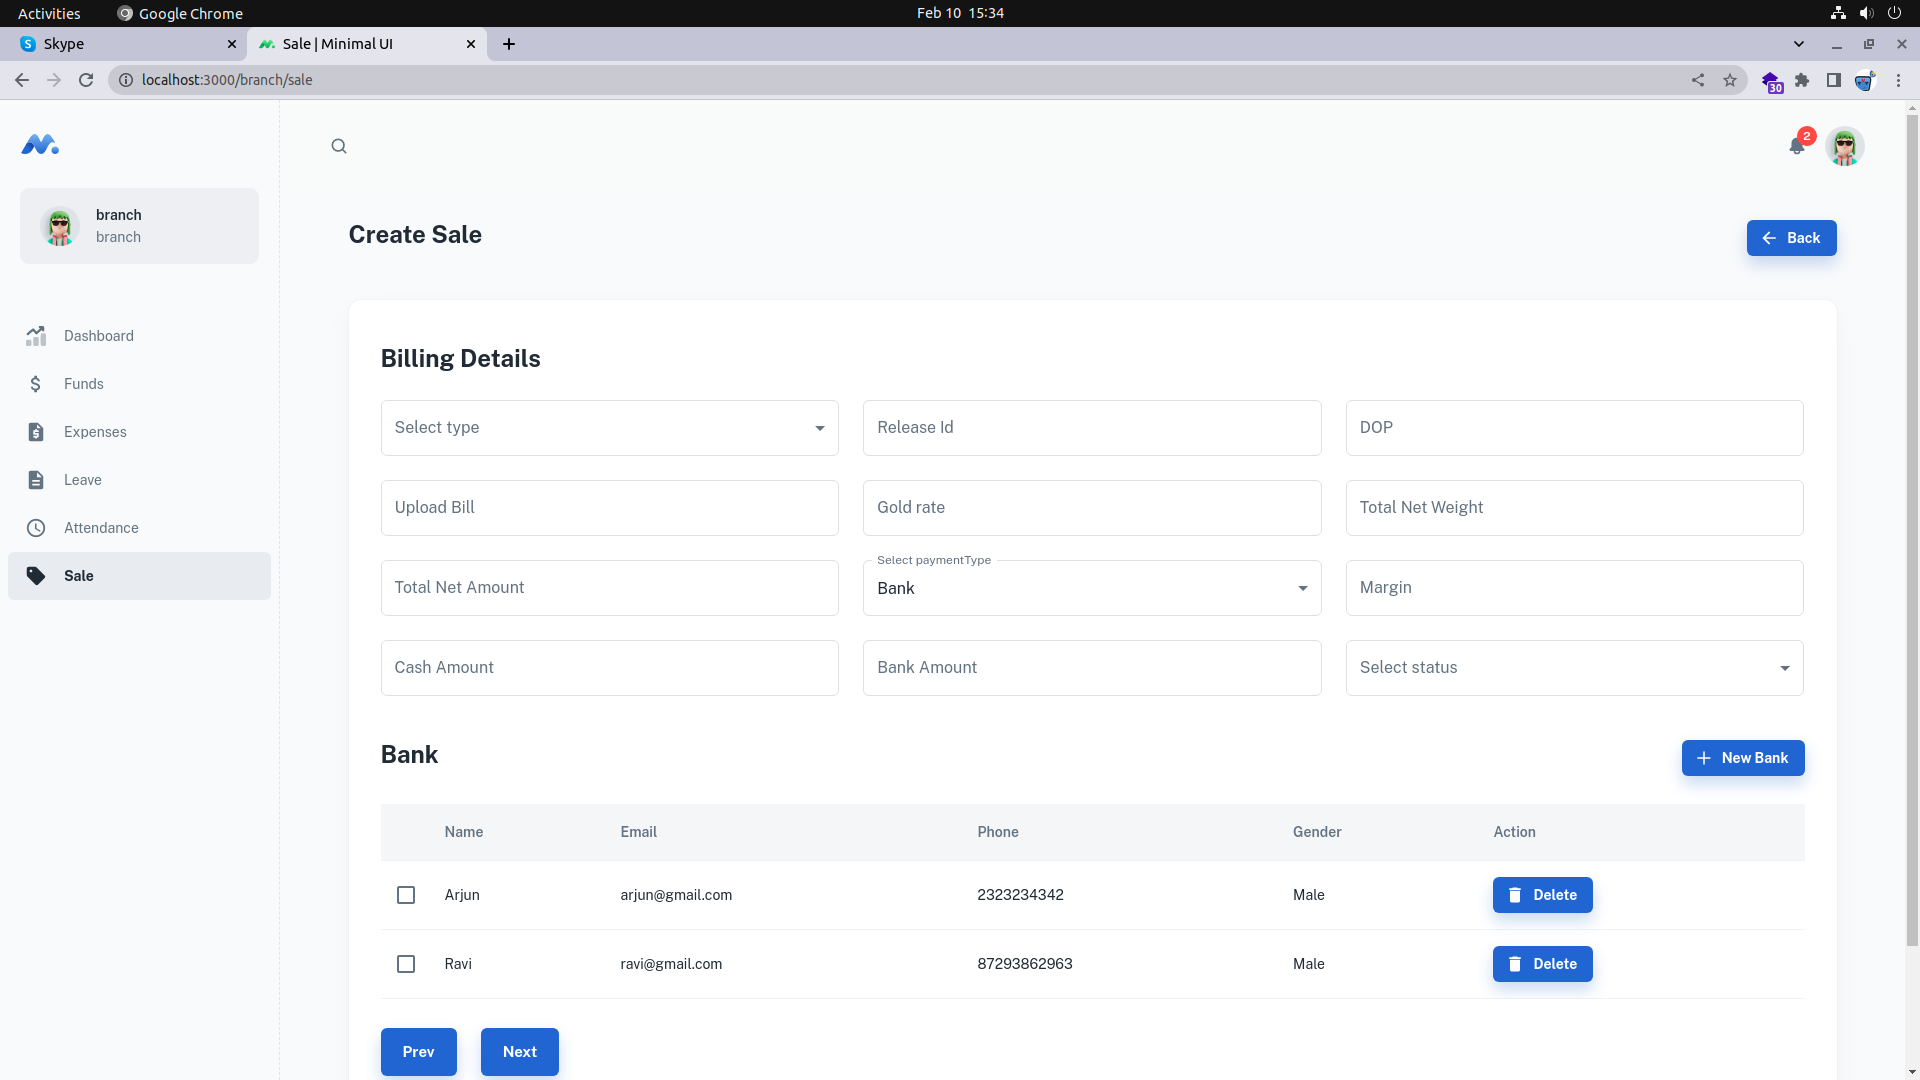 Activities Google Chrome Feb 10 15:34
Skype Sale | Minimal UI
localhost:3000/branch/sale 30
2
branch
branch
Create Sale Back
Dashboard
Funds
Expenses
Leave
Attendance
Sale
Billing Details
Select type Release Id DOP
Upload Bill Gold rate Total Net Weight
Select paymentType
Total Net Amount Bank Margin
Cash Amount Bank Amount Select status
Bank New Bank
Name Email Phone Gender Action
Arjun arjun@gmail.com 2323234342 Male Delete
Ravi ravi@gmail.com 87293862963 Male Delete
Prev Next